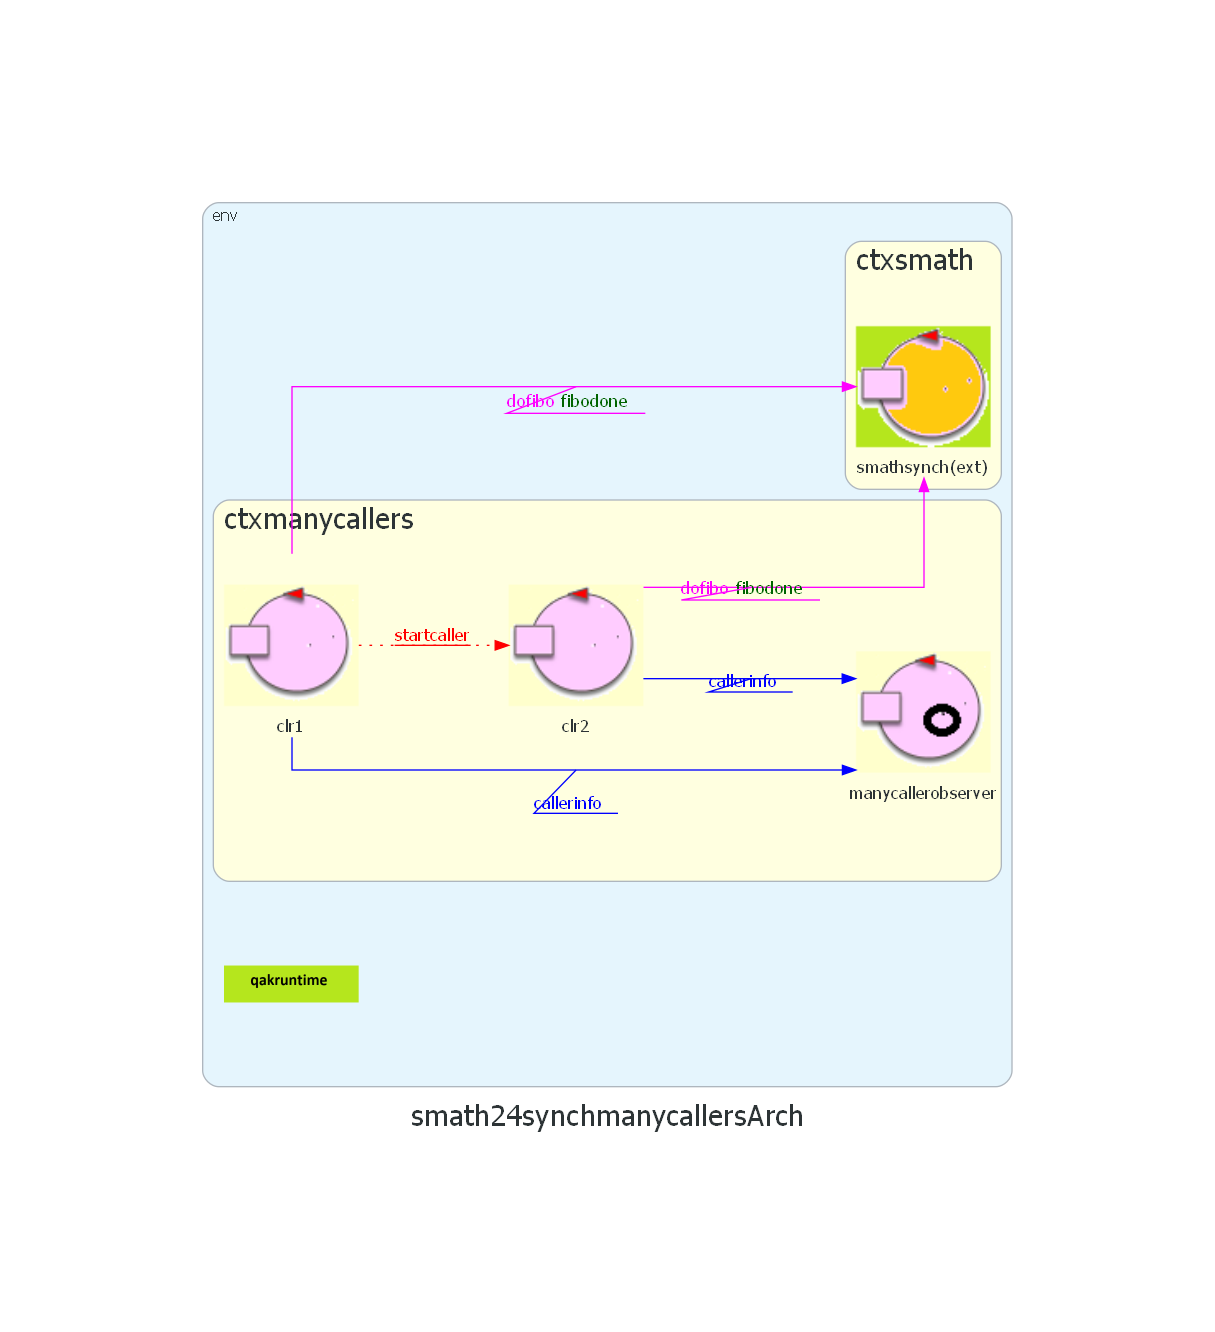 env
ctxsmath
dofibo fibodone
smathsynch(ext)
ctxmanycallers
dofibo fibodone
startcaller
callerinfo
clr1
clr2
manycallerobserver
callerinfo
qakruntime
smath24synchmanycallersArch